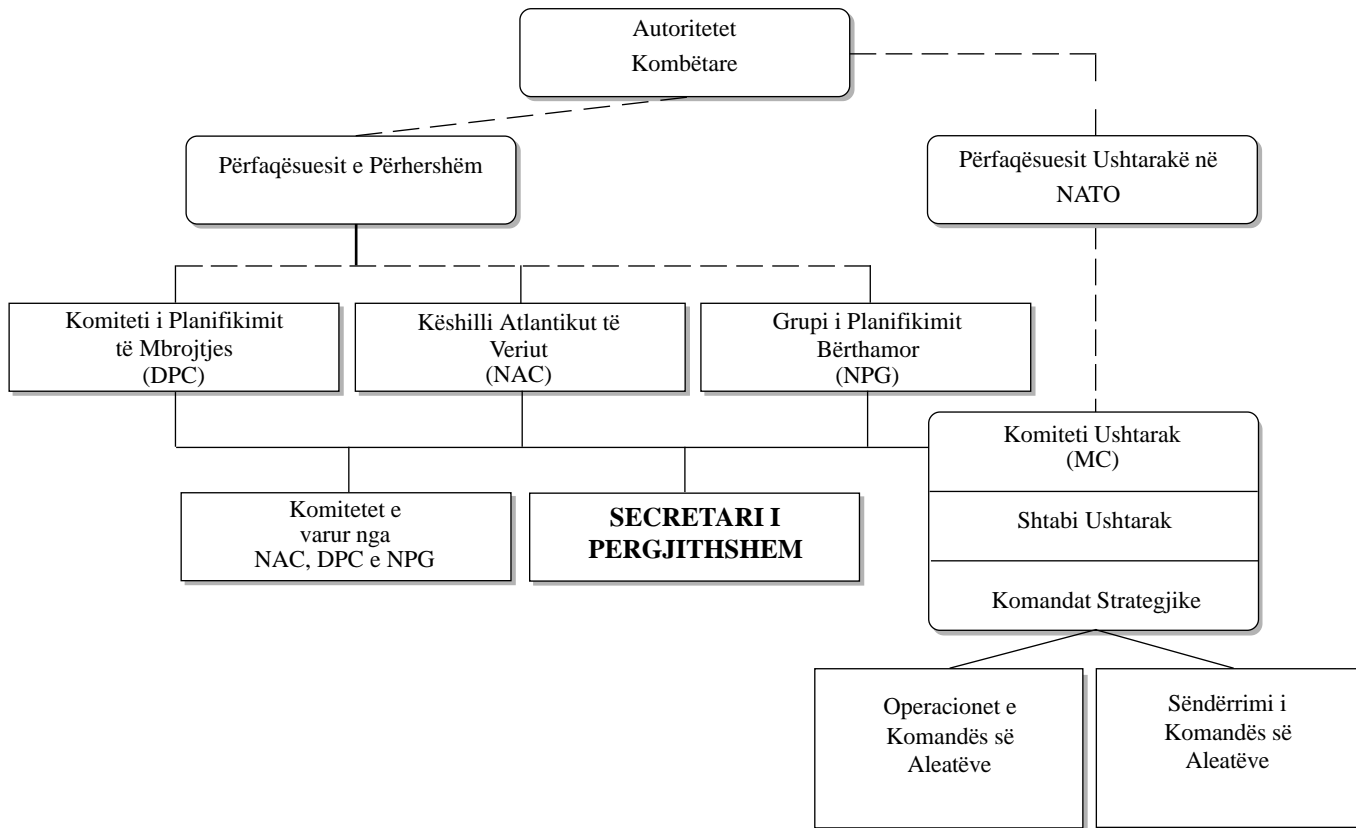 Autoritetet
Kombëtare
Përfaqësuesit e Përhershëm
Përfaqësuesit Ushtarakë në
NATO
Komiteti i Planifikimit
të Mbrojtjes
(DPC)
Këshilli Atlantikut të
Veriut
(NAC)
Grupi i Planifikimit
Bërthamor
(NPG)
Komiteti Ushtarak
(MC)
Shtabi Ushtarak
Komandat Strategjike
Komitetet e
varur nga
NAC, DPC e NPG
SECRETARI I
PERGJITHSHEM
Operacionet e
Komandës së
Aleatëve
Sëndërrimi i
Komandës së
Aleatëve